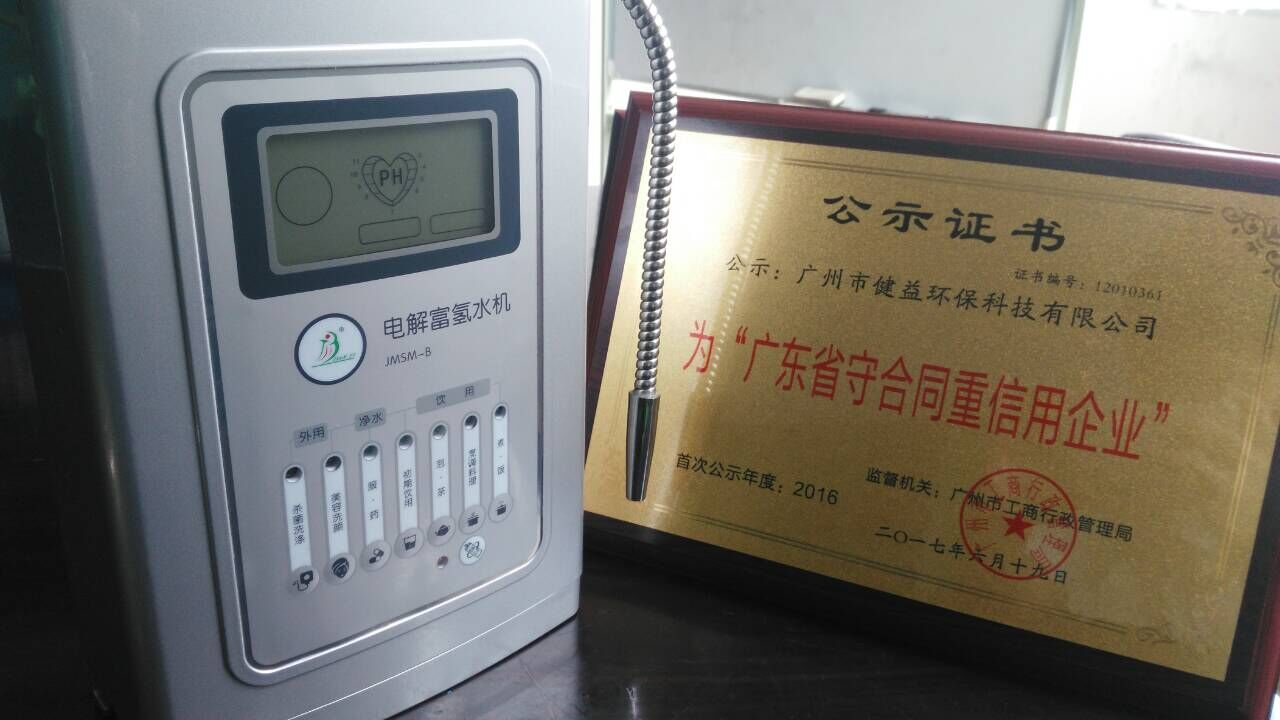 PH
电解富氢水机
JMSM-B
外用
净水
饮用
杀菌洗涤
美容洗颜
服·药
初期饮用
泡·茶
烹调料理
煮·饭
公示证书
证书编号：12010361
公示：广州市健益环保科技有限公司
为“广东省守合同重信用企业”
首次公示年度：2016
监督机关：广州市工商行政管理局
二〇一七年六月十九日